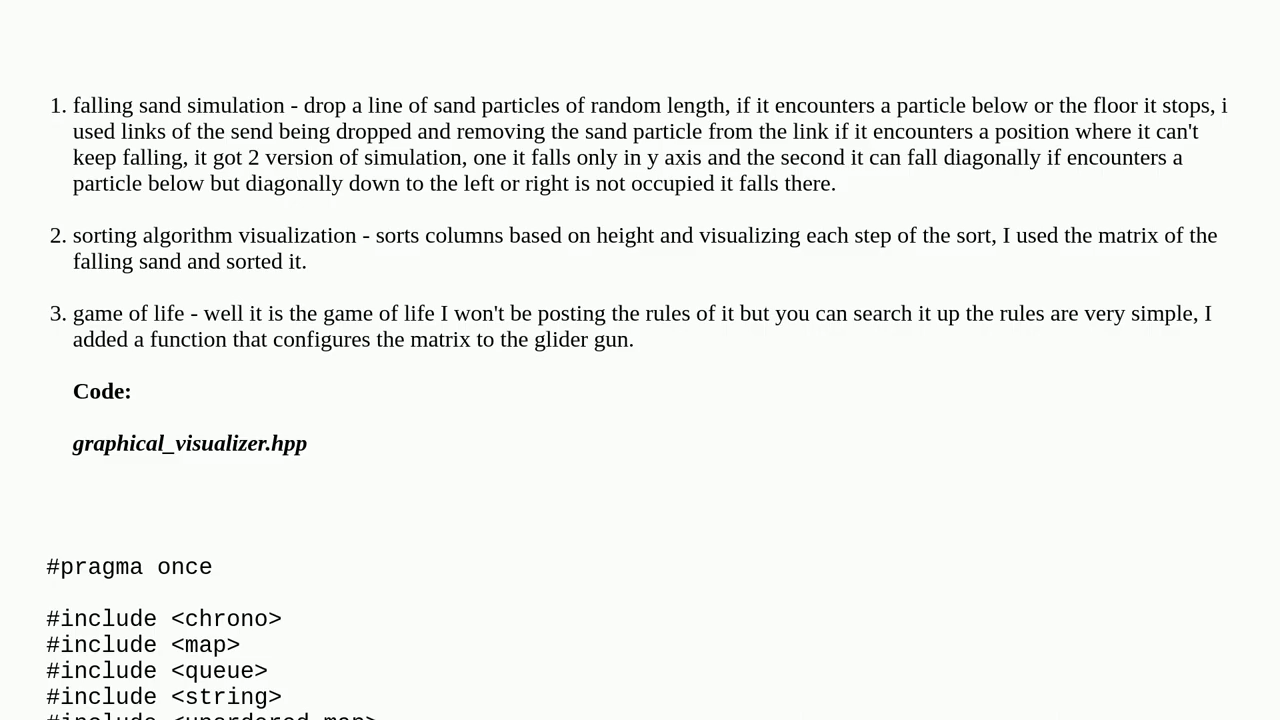 1. falling sand simulation - drop a line of sand particles of random length, if it encounters a particle below or the floor it stops, i
used links of the send being dropped and removing the sand particle from the link if it encounters a position where it can't
keep falling, it got 2 version of simulation, one it falls only in y axis and the second it can fall diagonally if encounters a
particle below but diagonally down to the left or right is not occupied it falls there.
2. sorting algorithm visualization - sorts columns based on height and visualizing each step of the sort, I used the matrix of the
falling sand and sorted it.
3. game of life - well it is the game of life I won't be posting the rules of it but you can search it up the rules are very simple, I
added a function that configures the matrix to the glider gun.
Code:
graphical_visualizer.hpp
#pragma once
#include <chrono>
#include <map>
#include <queue>
#include <string>
#include <unordered_map>